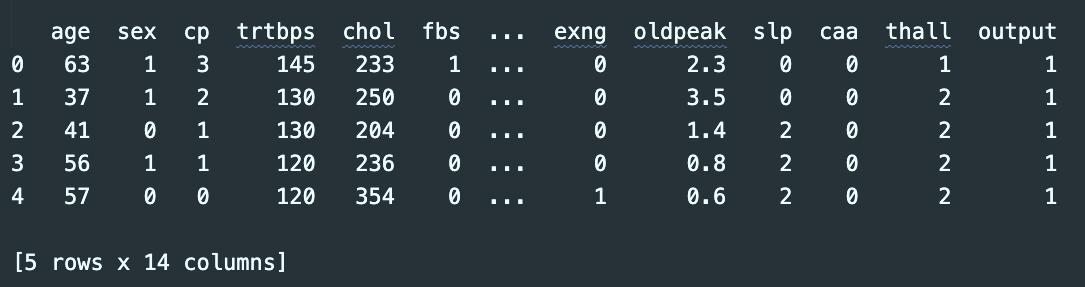 age sex cp trtbps chol fbs ... exng oldpeak slp caa thall output
0 63 1 3 145 233 1 ... 0 2.3 0 0 1 1
1 37 1 2 130 250 0 ... 0 3.5 0 0 2 1
2 41 0 1 130 204 0 ... 0 1.4 2 0 2 1
3 56 1 1 120 236 0 ... 0 0.8 2 0 2 1
4 57 0 0 120 354 0 ... 1 0.6 2 0 2 1
[5 rows x 14 columns]